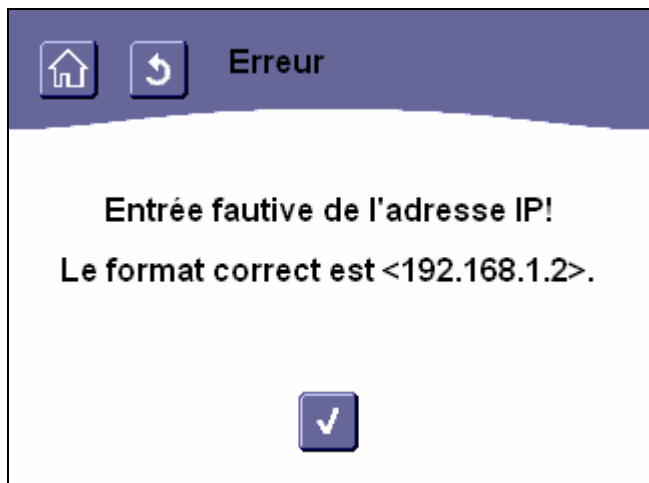 Erreur
Entrée fautive de l'adresse IP!
Le format correct est <192.168.1.2>.